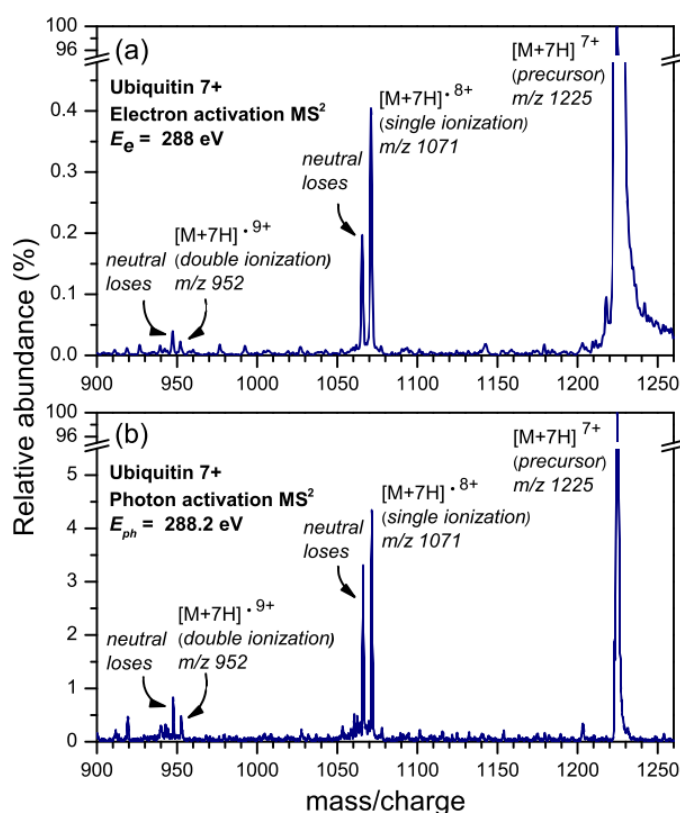 100
96
(a)
Ubiquitin 7+
Electron activation MS²
Eₑ = 288 eV
[M+7H] ⁷⁺
(precursor)
m/z 1225
[M+7H] ˙ ⁸⁺
(single ionization)
m/z 1071
neutral
loses
[M+7H] ˙ ⁹⁺
(double ionization)
m/z 952
neutral
loses
0.4
0.3
0.2
0.1
0.0
900 950 1000 1050 1100 1150 1200 1250
Relative abundance (%)
100
96
(b)
Ubiquitin 7+
Photon activation MS²
Eₚₕ = 288.2 eV
[M+7H] ⁷⁺
(precursor)
m/z 1225
[M+7H] ˙ ⁸⁺
(single ionization)
m/z 1071
neutral
loses
[M+7H] ˙ ⁹⁺
(double ionization)
m/z 952
neutral
loses
5
4
3
2
1
0
900 950 1000 1050 1100 1150 1200 1250
mass/charge